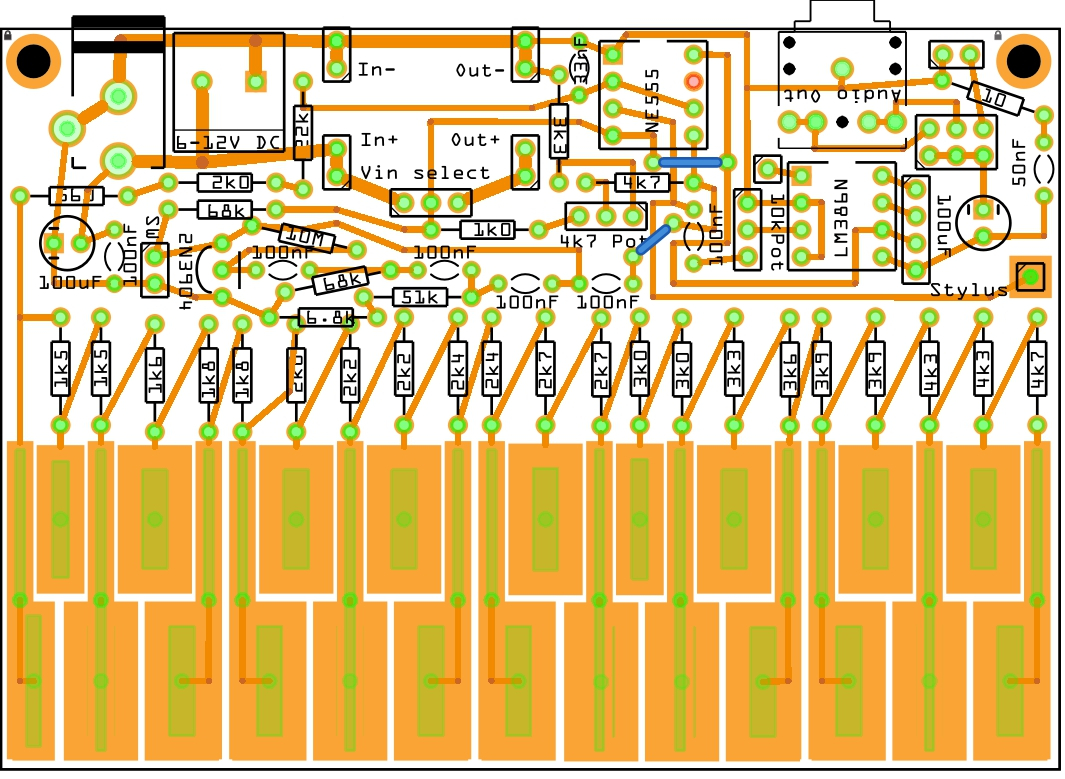 In-
Out-
33nF
NE555
Audio Out
10
6-12V DC
22k
In+
Out+
3k3
50nF
Vin select
560
2k0
4k7
68k
10M
1k0
4k7 Pot
100nF
10kPot
LM386N
100uF
SW2
100nF
2N3904
100nF
100nF
100uF
68k
51k
100nF
100nF
Stylus
6.8k
1k5
1k5
1k6
1k8
1k8
2k0
2k2
2k2
2k4
2k4
2k7
2k7
3k0
3k0
3k3
3k6
3k9
3k9
4k3
4k3
4k7